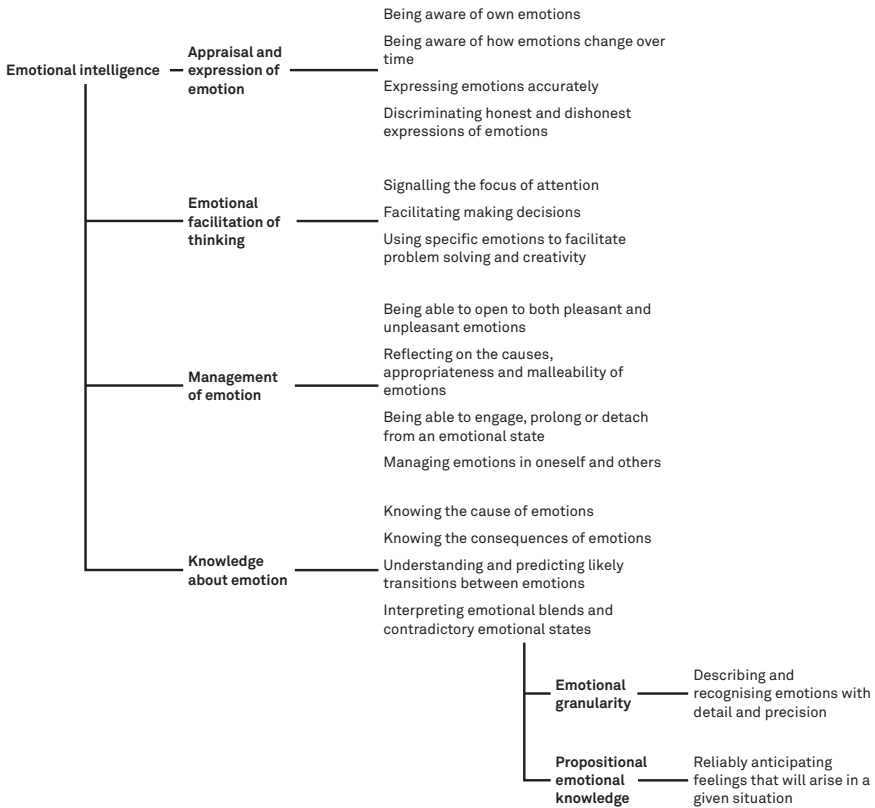 Emotional intelligence
Appraisal and
expression of
emotion
Being aware of own emotions
Being aware of how emotions change over
time
Expressing emotions accurately
Discriminating honest and dishonest
expressions of emotions
Emotional
facilitation of
thinking
Signalling the focus of attention
Facilitating making decisions
Using specific emotions to facilitate
problem solving and creativity
Management
of emotion
Being able to open to both pleasant and
unpleasant emotions
Reflecting on the causes,
appropriateness and malleability of
emotions
Being able to engage, prolong or detach
from an emotional state
Managing emotions in oneself and others
Knowledge
about emotion
Knowing the cause of emotions
Knowing the consequences of emotions
Understanding and predicting likely
transitions between emotions
Interpreting emotional blends and
contradictory emotional states
Emotional
granularity
Describing and
recognising emotions with
detail and precision
Propositional
emotional
knowledge
Reliably anticipating
feelings that will arise in a
given situation